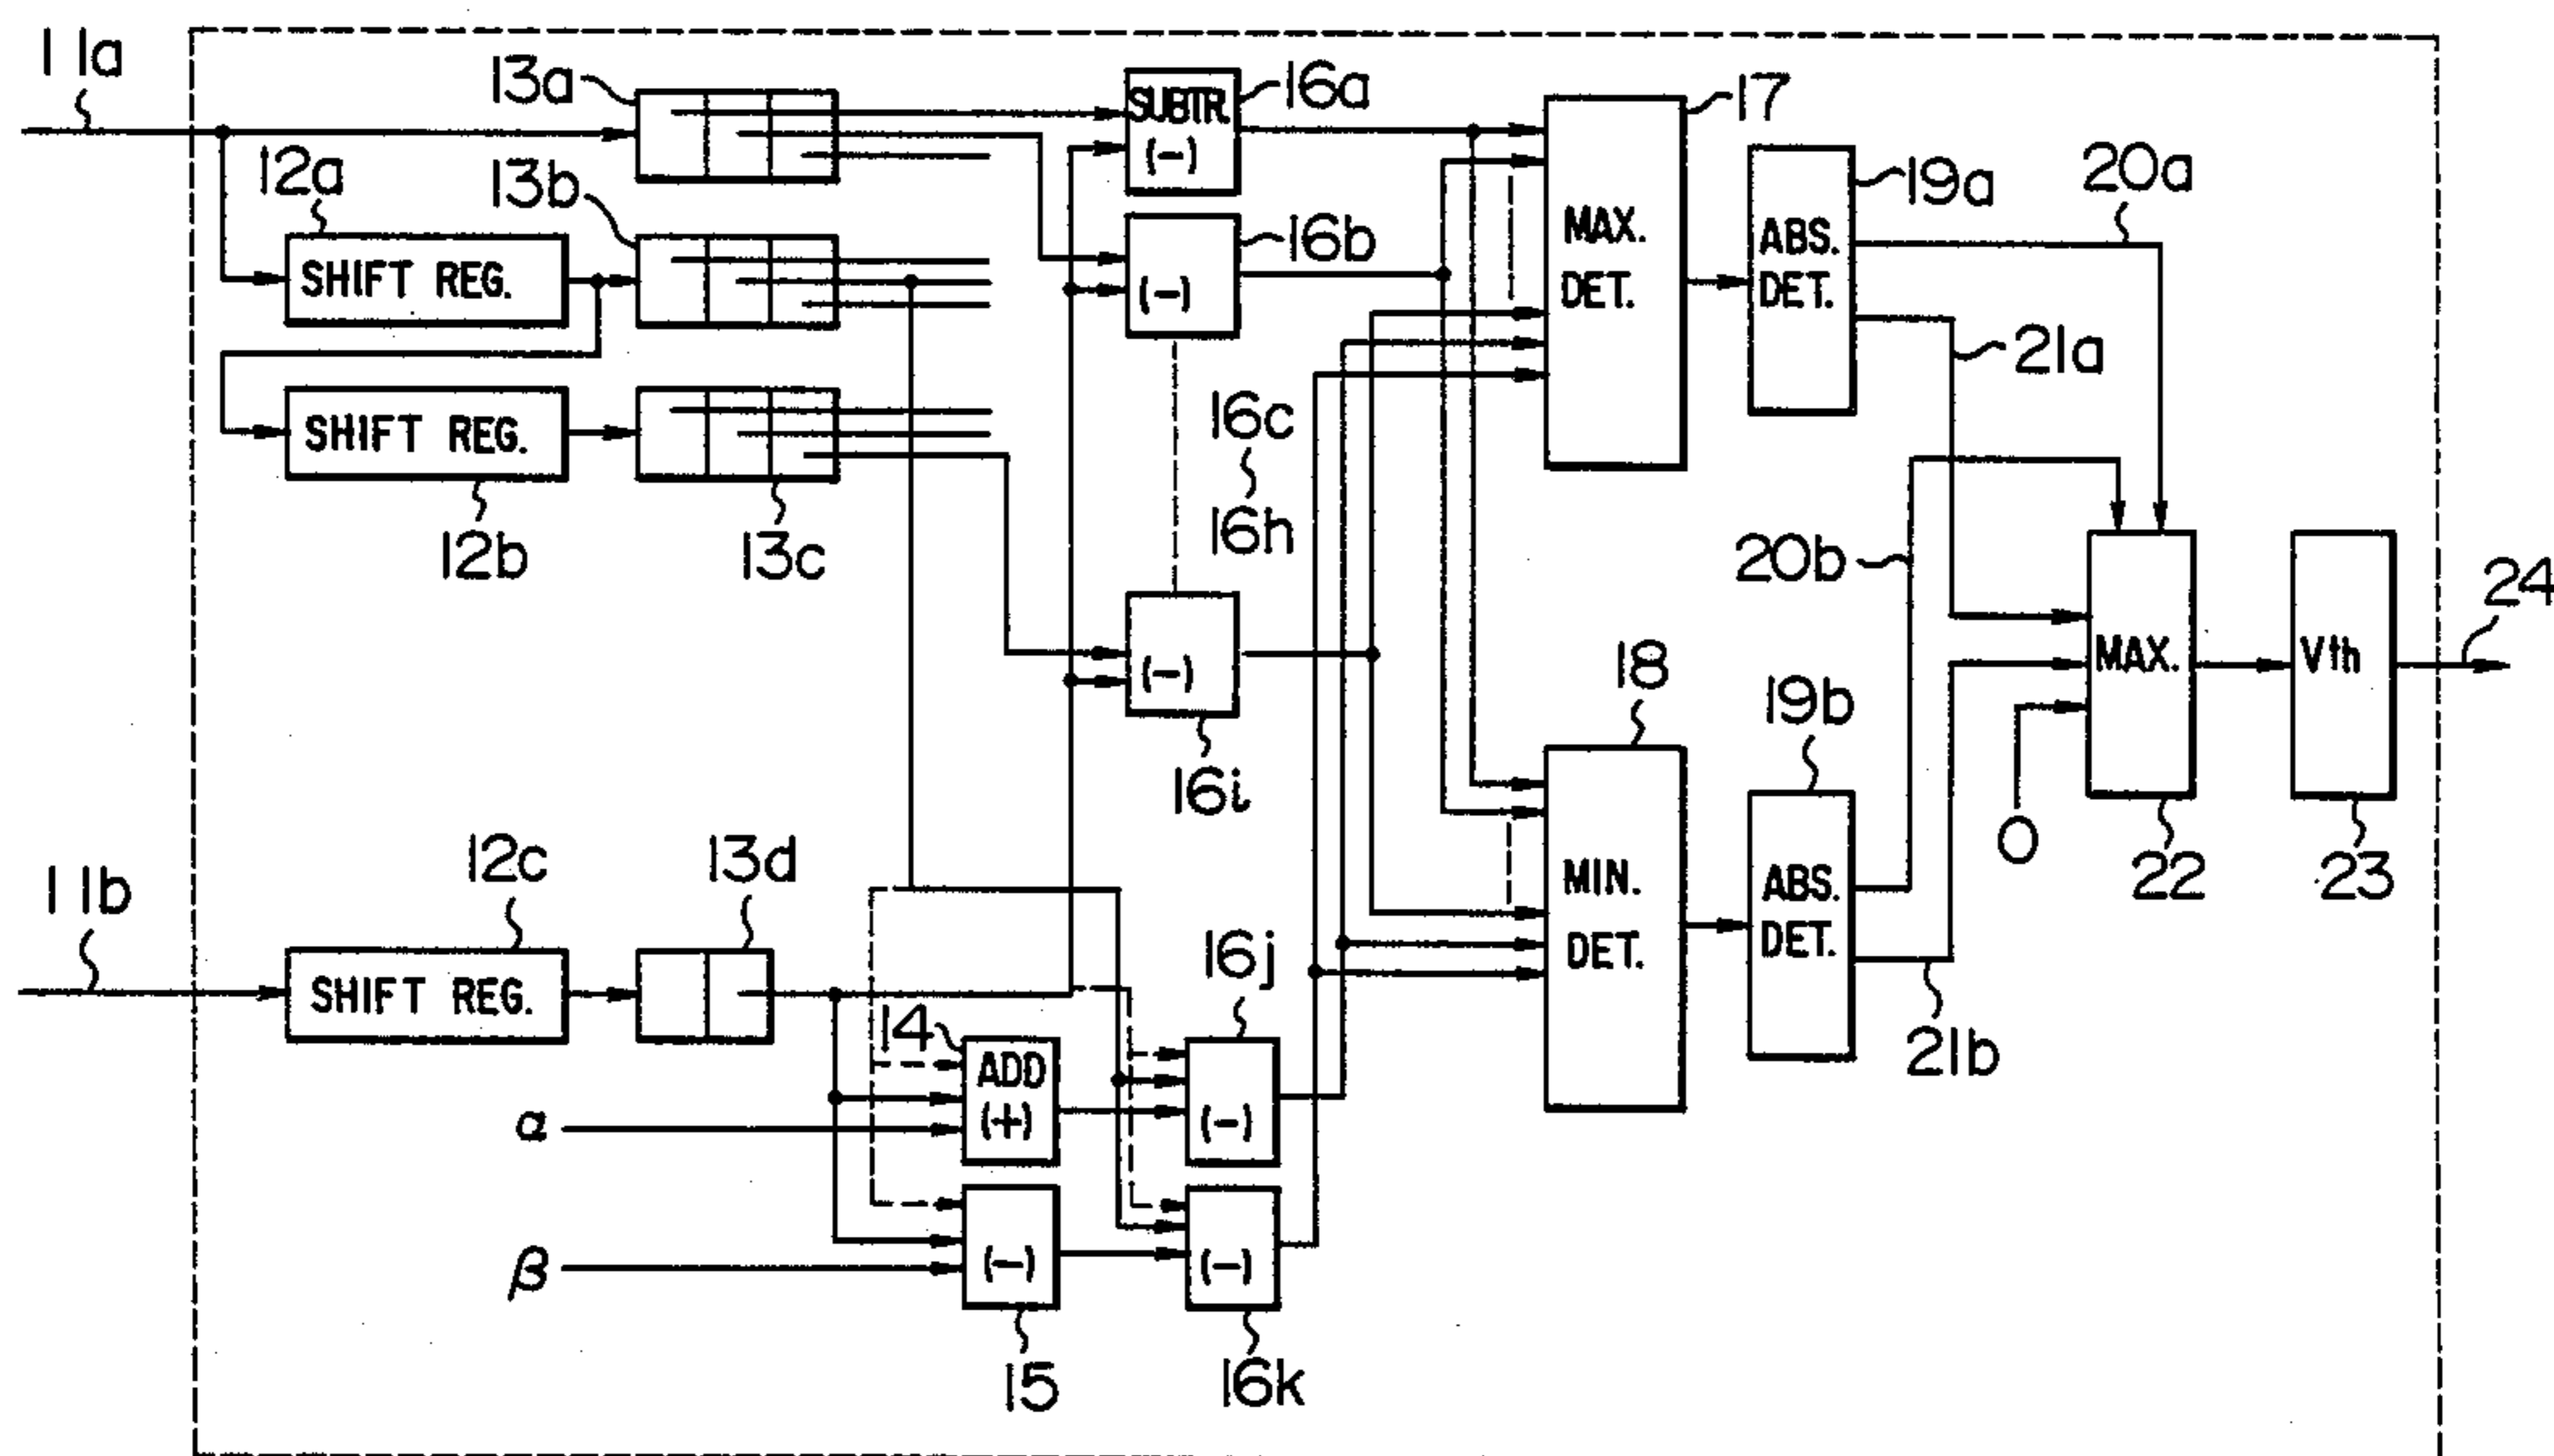 11a
13a
SUBTR.
(-)
16a
17
12a
13b
19a
20a
SHIFT REG.
(-)
16b
MAX.
DET.
ABS.
DET.
21a
SHIFT REG.
16c
16h
12b
13c
20b
24
(-)
18
MAX.
Vth
16i
19b
12c
13d
O
22
23
11b
MIN.
DET.
ABS.
DET.
SHIFT REG.
16j
14
ADD
(+)
(-)
21b
α
β
(-)
(-)
15
16k